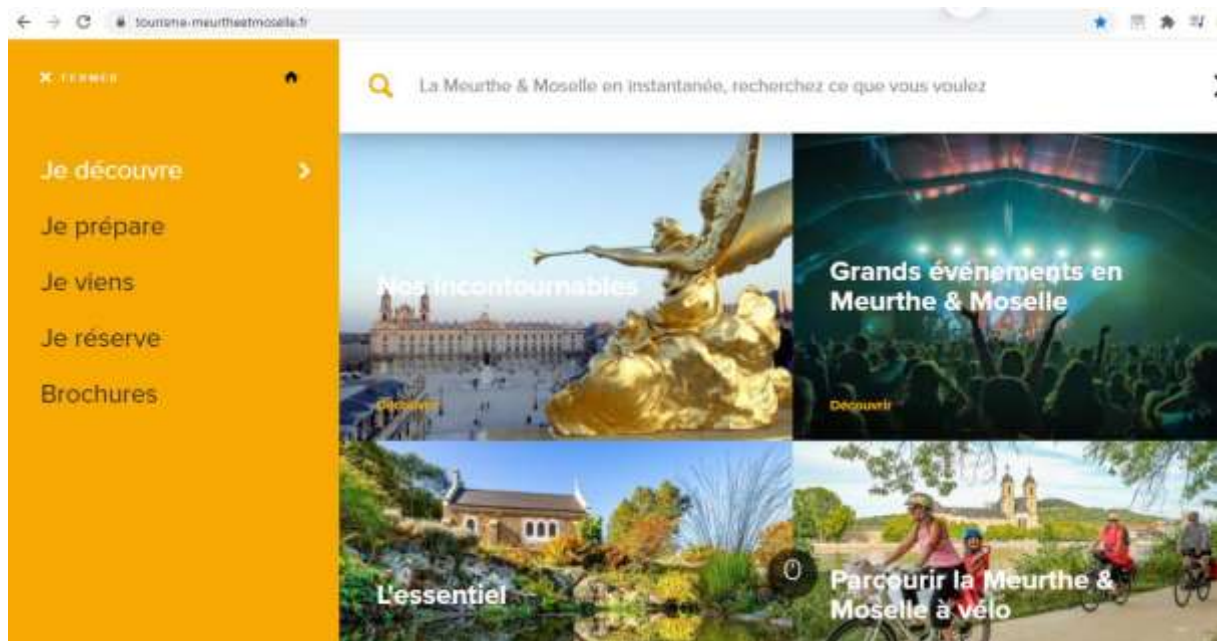 tourisme-meurtheetmoselle.fr
FERMER
La Meurthe & Moselle en instantanée, recherchez ce que vous voulez
Je découvre
Je prépare
Je viens
Je réserve
Brochures
Nos incontournables
Découvrir
Grands événements en
Meurthe & Moselle
Découvrir
L'essentiel
Parcourir la Meurthe &
Moselle à vélo